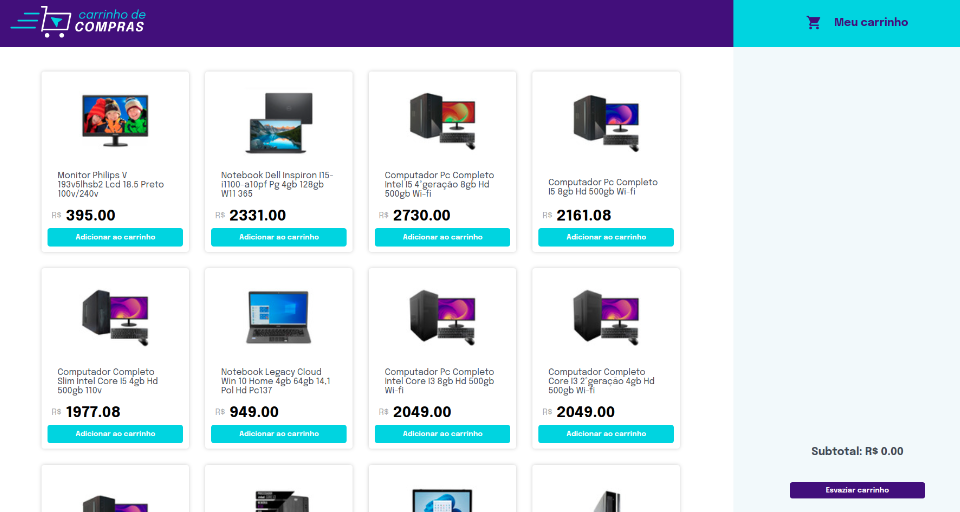 carrinho de
COMPRAS
Meu carrinho
Monitor Philips V
193v5lhsb2 Lcd 18.5 Preto
100v/240v
R$ 395.00
Adicionar ao carrinho
Notebook Dell Inspiron I15-
i1100-a10pf Pg 4gb 128gb
W11 365
R$ 2331.00
Adicionar ao carrinho
Computador Pc Completo
Intel I5 4°geração 8gb Hd
500gb Wi-fi
R$ 2730.00
Adicionar ao carrinho
Computador Pc Completo
I5 8gb Hd 500gb Wi-fi
R$ 2161.08
Adicionar ao carrinho
Computador Completo
Slim Intel Core I5 4gb Hd
500gb 110v
R$ 1977.08
Adicionar ao carrinho
Notebook Legacy Cloud
Win 10 Home 4gb 64gb 14,1
Pol Hd Pc137
R$ 949.00
Adicionar ao carrinho
Computador Pc Completo
Intel Core I3 8gb Hd 500gb
Wi-fi
R$ 2049.00
Adicionar ao carrinho
Computador Completo
Core I3 2°geração 4gb Hd
500gb Wi-fi
R$ 2049.00
Adicionar ao carrinho
Subtotal: R$ 0.00
Esvaziar carrinho